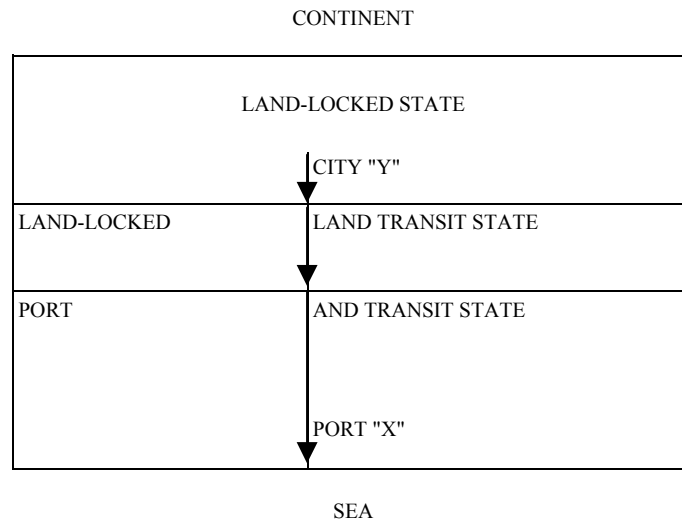 CONTINENT
LAND-LOCKED STATE
CITY "Y"
LAND-LOCKED LAND TRANSIT STATE
PORT AND TRANSIT STATE
PORT "X"
SEA